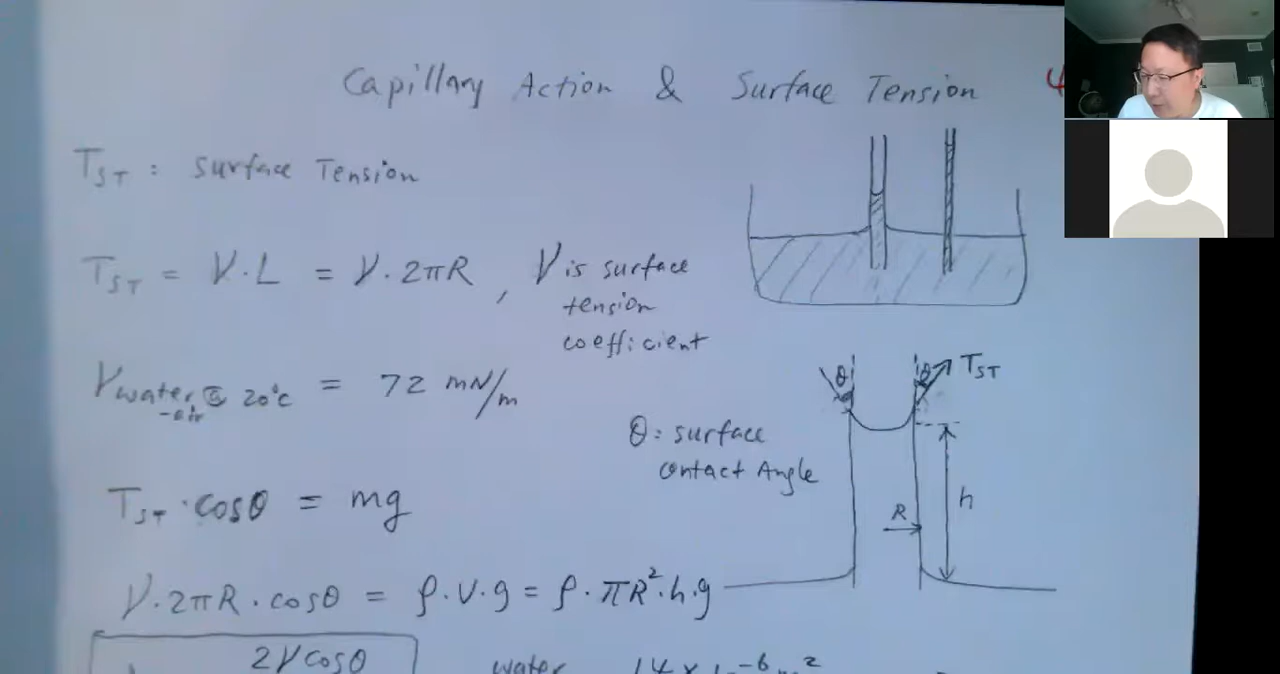 Capillary Action & Surface Tension 4
T_ST : Surface Tension
T_ST = γ·L = γ·2πR , γ is surface
tension
coefficient
γ_water-air @ 20°C = 72 mN/m
θ T_ST
θ
θ: surface
contact Angle
h
R
T_ST · cosθ = mg
γ·2πR·cosθ = ρ·V·g = ρ·πR²·h·g
2γcosθ
water